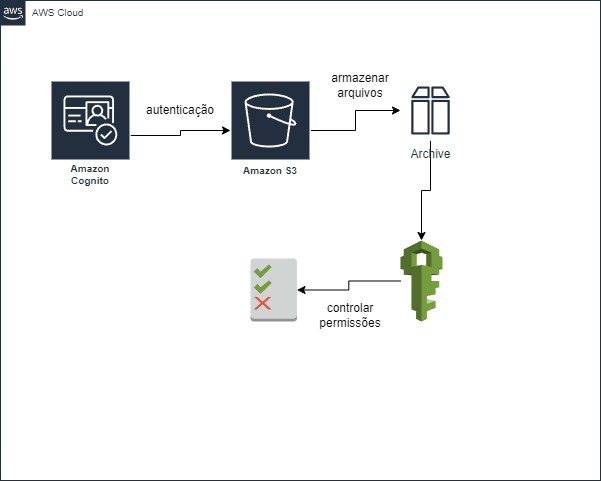 aws
AWS Cloud
armazenar
arquivos
autenticação
Archive
Amazon
Cognito
Amazon S3
controlar
permissões